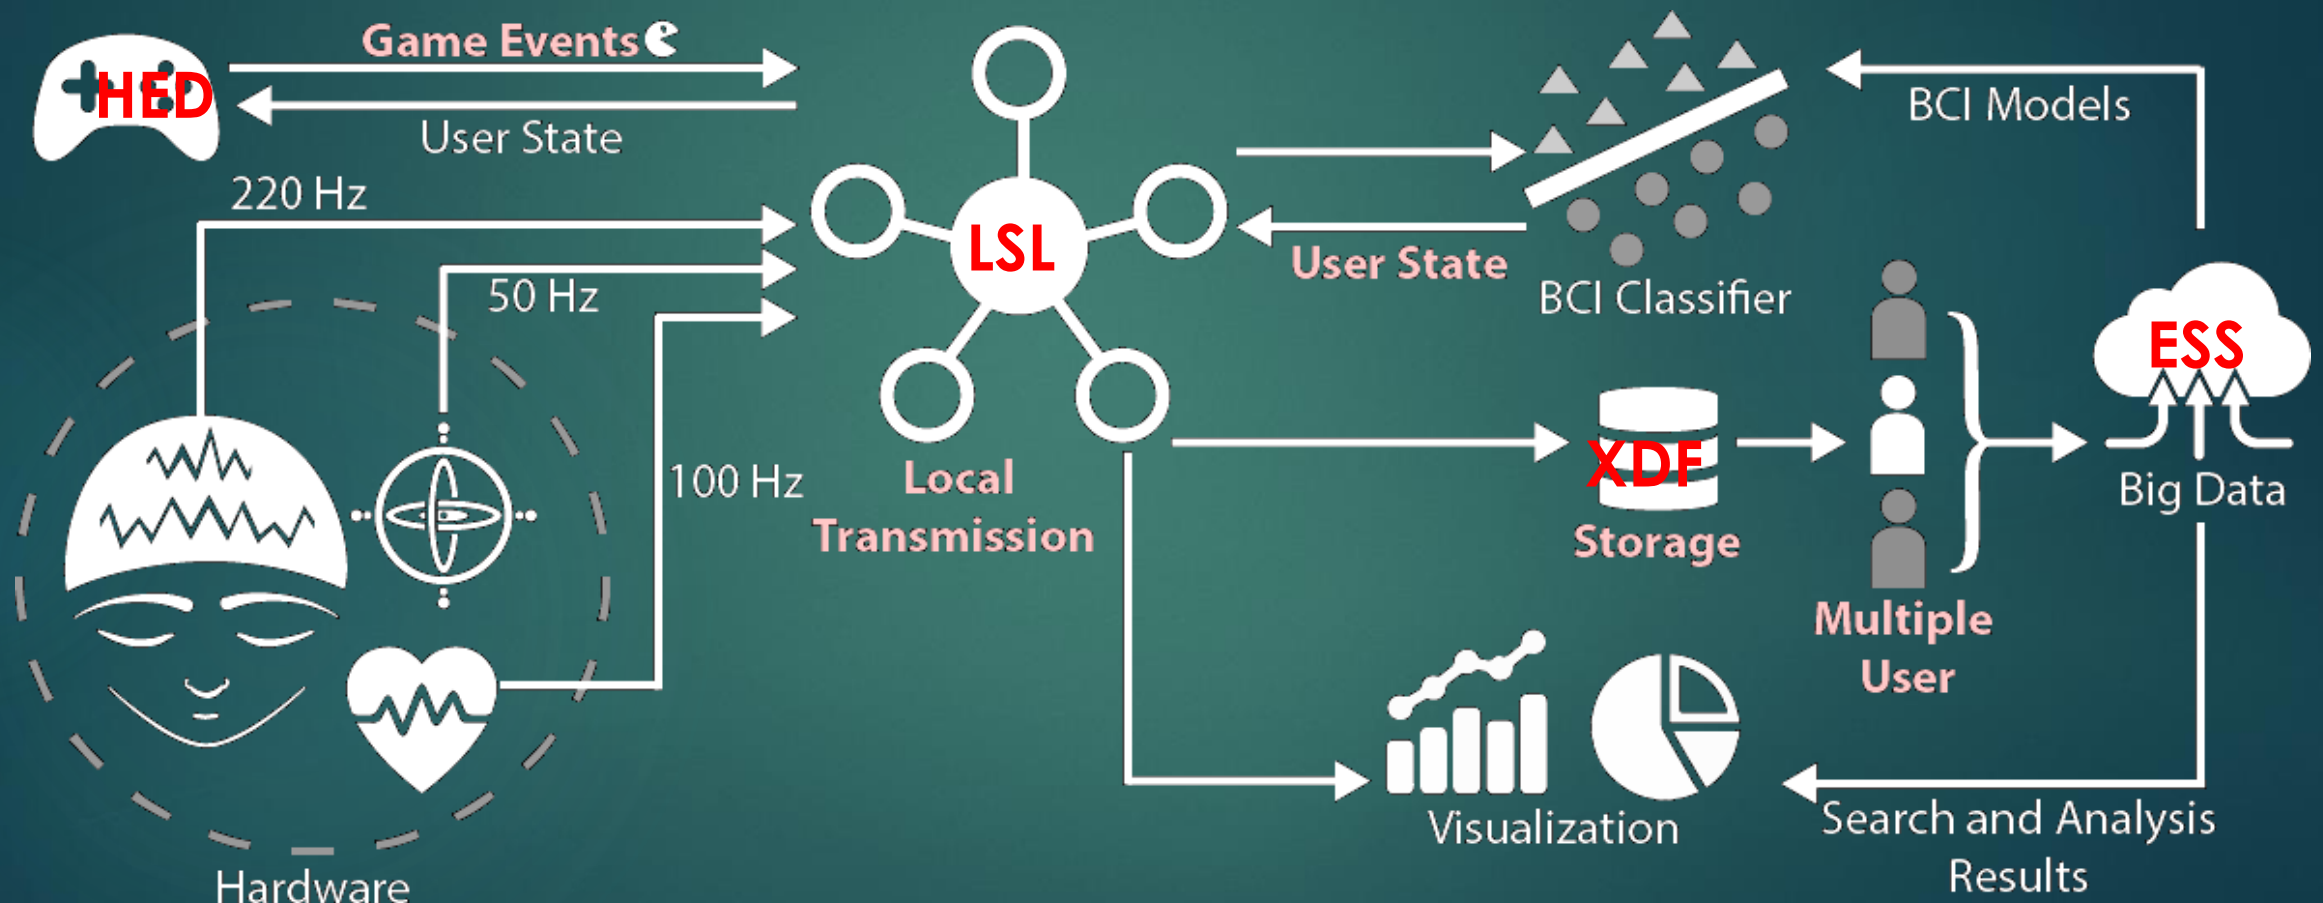 Game Events
HED
User State
220 Hz
50 Hz
100 Hz
Hardware
LSL
Local
Transmission
User State
BCI Classifier
BCI Models
XDF
Storage
Multiple
User
ESS
Big Data
Visualization
Search and Analysis
Results